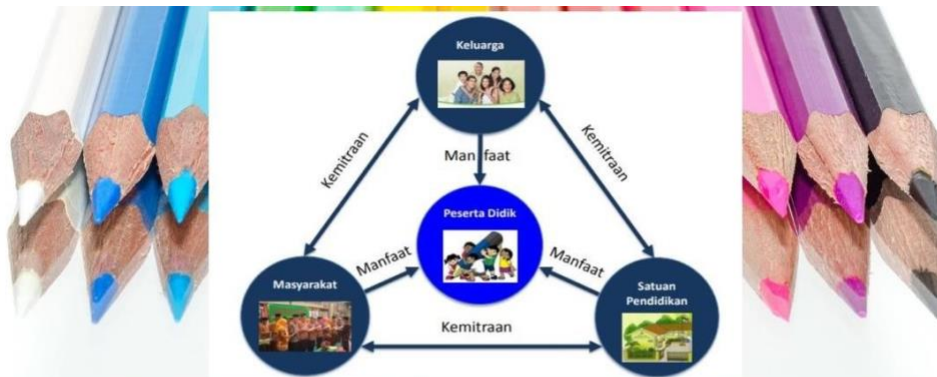 Keluarga
Kemitraan
Kemitraan
Manfaat
Peserta Didik
Manfaat
Manfaat
Masyarakat
Satuan
Pendidikan
Kemitraan